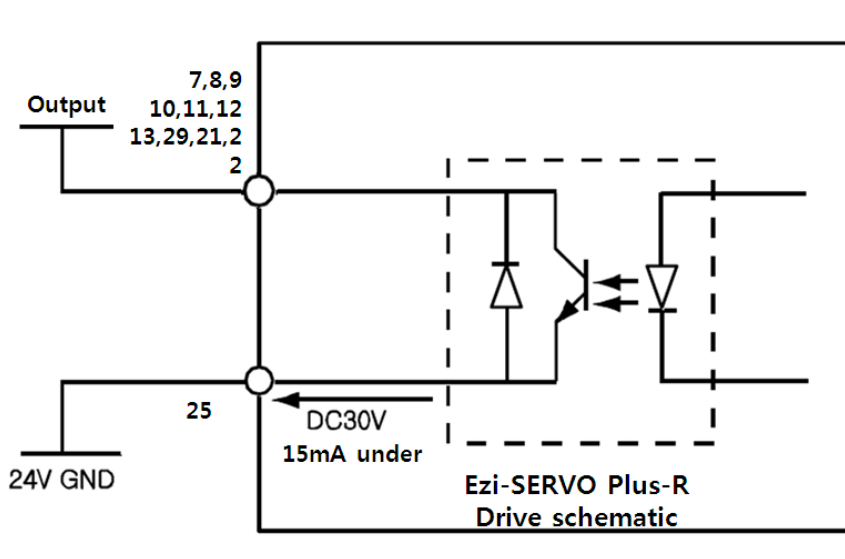 7,8,9
Output 10,11,12
13,29,21,2
2
25
DC30V
15mA under
24V GND
Ezi-SERVO Plus-R
Drive schematic